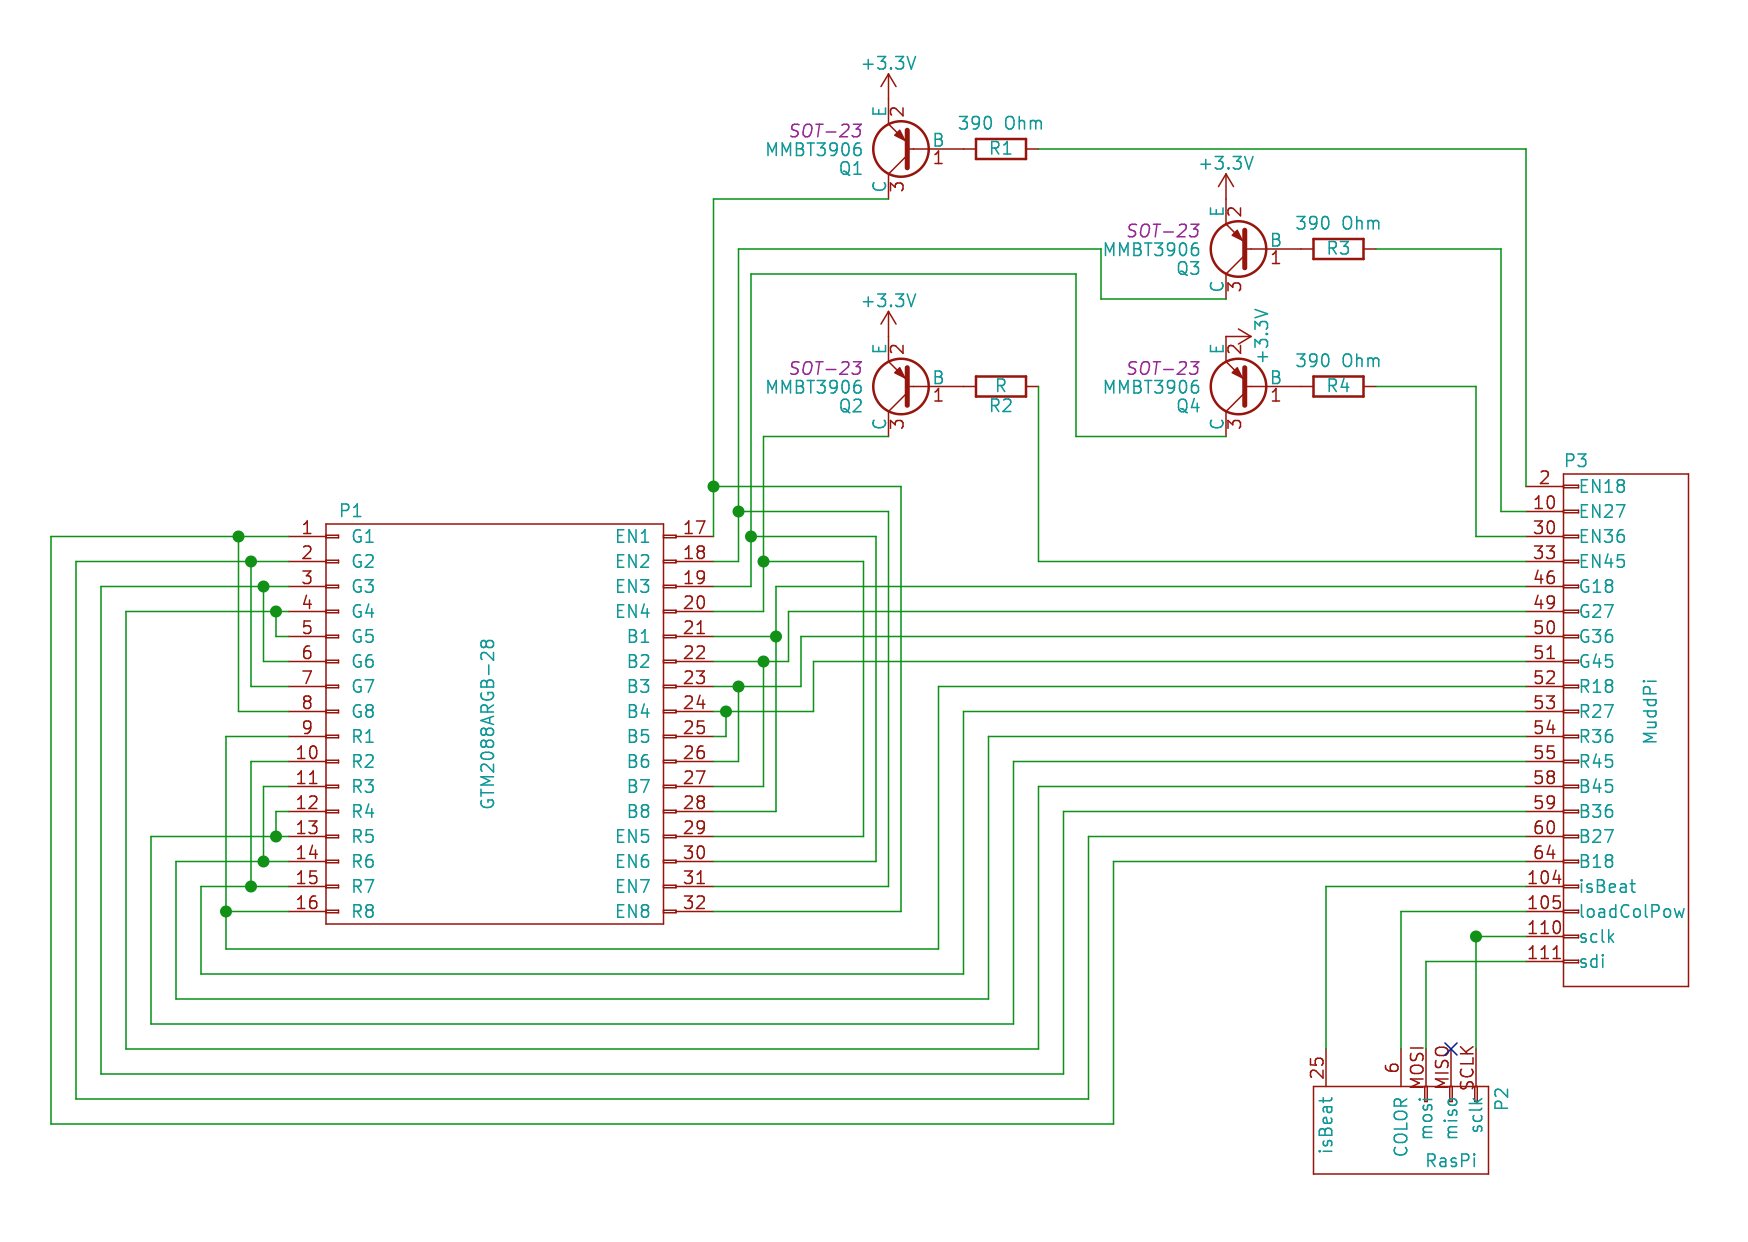 +3.3V
E
2
SOT-23
MMBT3906
Q1
B
1
390 Ohm
R1
C
3
+3.3V
E
2
SOT-23
MMBT3906
Q3
B
1
390 Ohm
R3
C
3
+3.3V
E
2
SOT-23
MMBT3906
Q2
B
1
R
R2
C
3
+3.3V
E
2
SOT-23
MMBT3906
Q4
B
1
390 Ohm
R4
C
3
P1
GTM2088ARGB-28
1 G1
2 G2
3 G3
4 G4
5 G5
6 G6
7 G7
8 G8
9 R1
10 R2
11 R3
12 R4
13 R5
14 R6
15 R7
16 R8
EN1 17
EN2 18
EN3 19
EN4 20
B1 21
B2 22
B3 23
B4 24
B5 25
B6 26
B7 27
B8 28
EN5 29
EN6 30
EN7 31
EN8 32
P3
MuddPi
2 EN18
10 EN27
30 EN36
33 EN45
46 G18
49 G27
50 G36
51 G45
52 R18
53 R27
54 R36
55 R45
58 B45
59 B36
60 B27
64 B18
104 isBeat
105 loadColPow
110 sclk
111 sdi
25 isBeat
6 COLOR
MOSI mosi
MISO miso
SCLK sclk
P2
RasPi